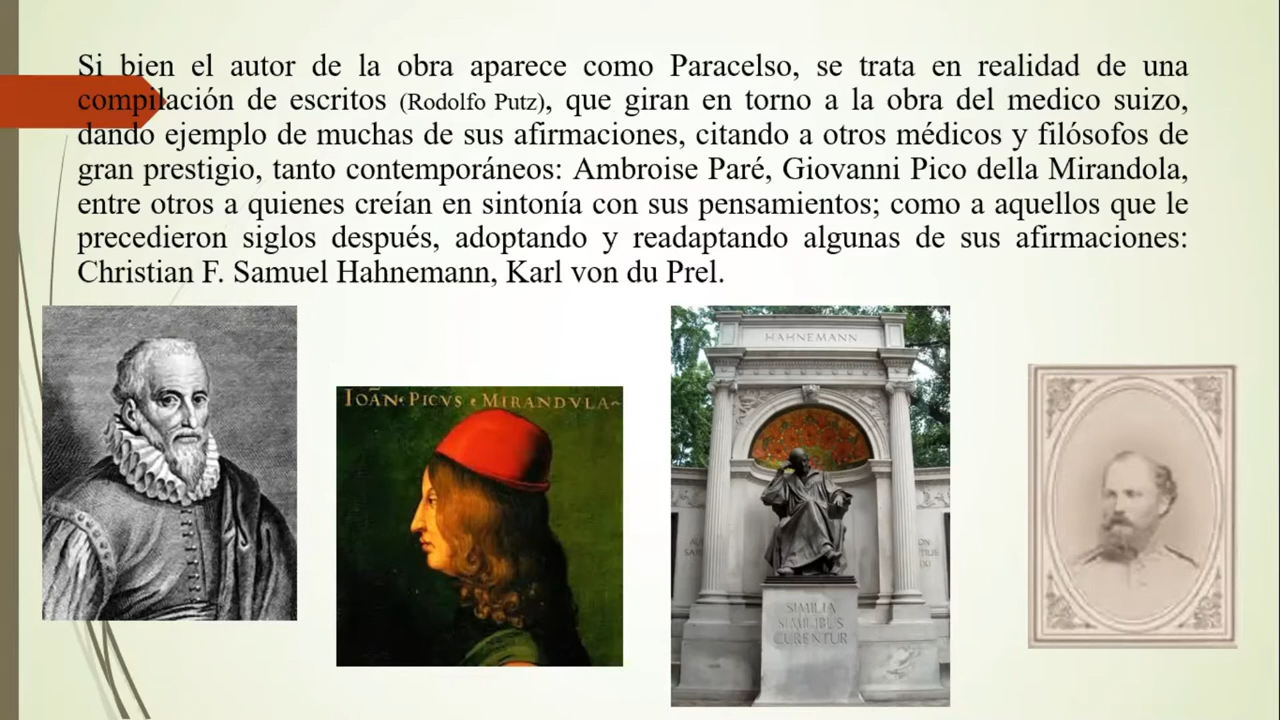 Si bien el autor de la obra aparece como Paracelso, se trata en realidad de una
compilación de escritos (Rodolfo Putz), que giran en torno a la obra del medico suizo,
dando ejemplo de muchas de sus afirmaciones, citando a otros médicos y filósofos de
gran prestigio, tanto contemporáneos: Ambroise Paré, Giovanni Pico della Mirandola,
entre otros a quienes creían en sintonía con sus pensamientos; como a aquellos que le
precedieron siglos después, adoptando y readaptando algunas de sus afirmaciones:
Christian F. Samuel Hahnemann, Karl von du Prel.
IOÃN· PICVS · MIRANDVLA
HAHNEMANN
SIMILIA
SIMILIBUS
CURENTUR